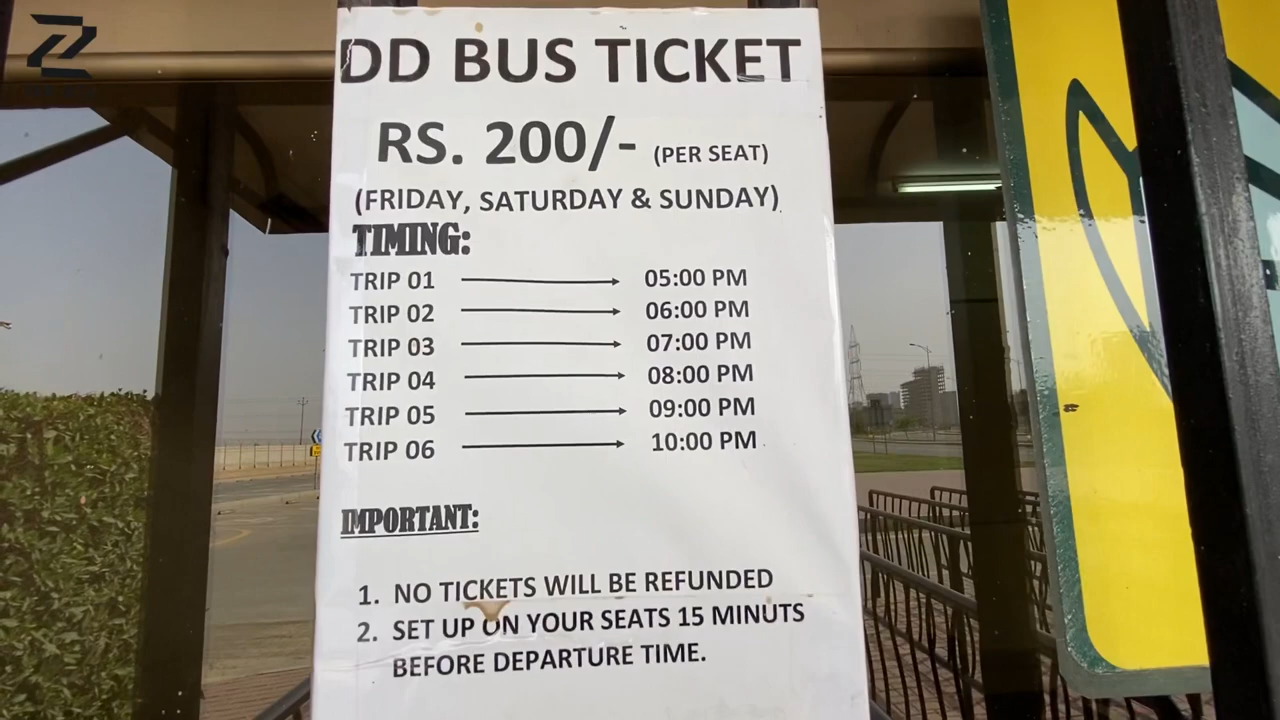 DD BUS TICKET
RS. 200/- (PER SEAT)
(FRIDAY, SATURDAY & SUNDAY)
TIMING:
TRIP 01 → 05:00 PM
TRIP 02 → 06:00 PM
TRIP 03 → 07:00 PM
TRIP 04 → 08:00 PM
TRIP 05 → 09:00 PM
TRIP 06 → 10:00 PM
IMPORTANT:
1. NO TICKETS WILL BE REFUNDED
2. SET UP ON YOUR SEATS 15 MINUTS
BEFORE DEPARTURE TIME.